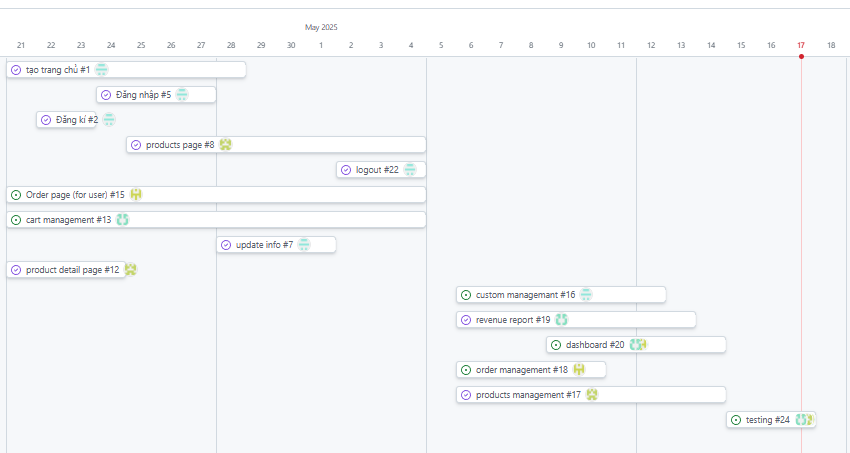 May 2025
21 22 23 24 25 26 27 28 29 30 1 2 3 4 5 6 7 8 9 10 11 12 13 14 15 16 17 18
tạo trang chủ #1
Đăng nhập #5
Đăng kí #2
products page #8
logout #22
Order page (for user) #15
cart management #13
update info #7
product detail page #12
custom managemant #16
revenue report #19
dashboard #20
order management #18
products management #17
testing #24